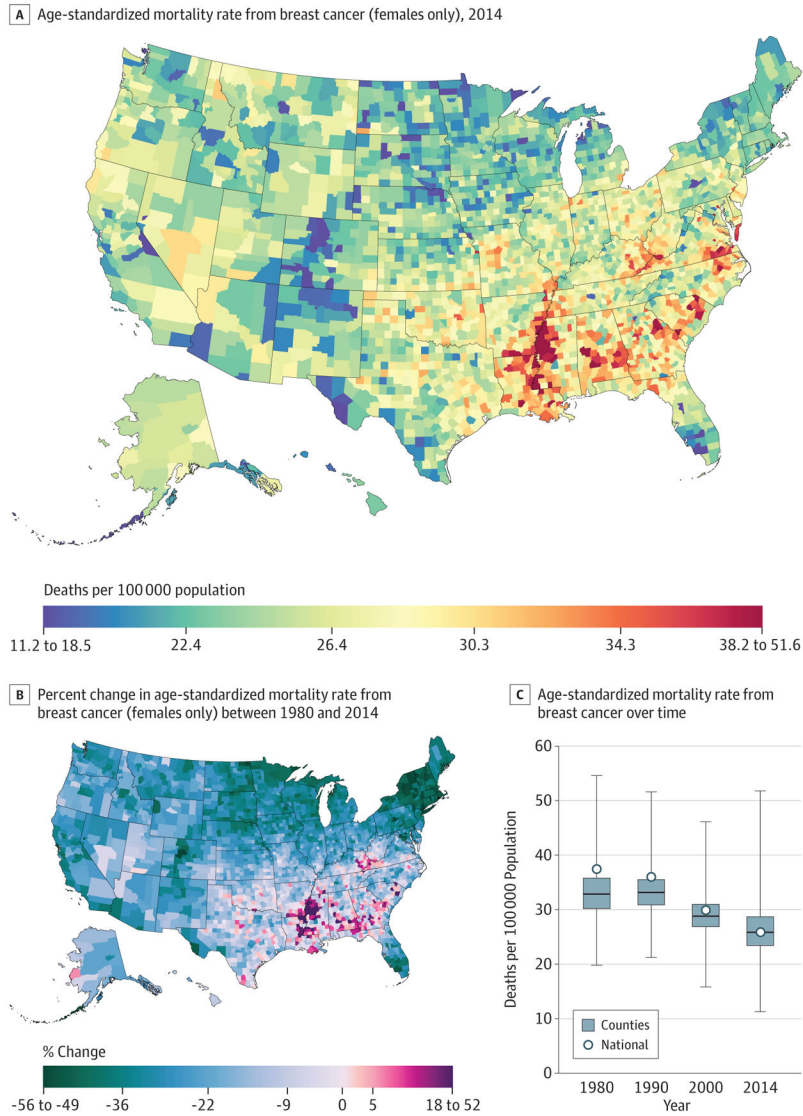 A Age-standardized mortality rate from breast cancer (females only), 2014
Deaths per 100 000 population
11.2 to 18.5 22.4 26.4 30.3 34.3 38.2 to 51.6
B Percent change in age-standardized mortality rate from
breast cancer (females only) between 1980 and 2014
% Change
-56 to -49 -36 -22 -9 0 5 18 to 52
C Age-standardized mortality rate from
breast cancer over time
60
50
40
30
20
10
0
Deaths per 100 000 Population
Counties
National
1980 1990 2000 2014
Year